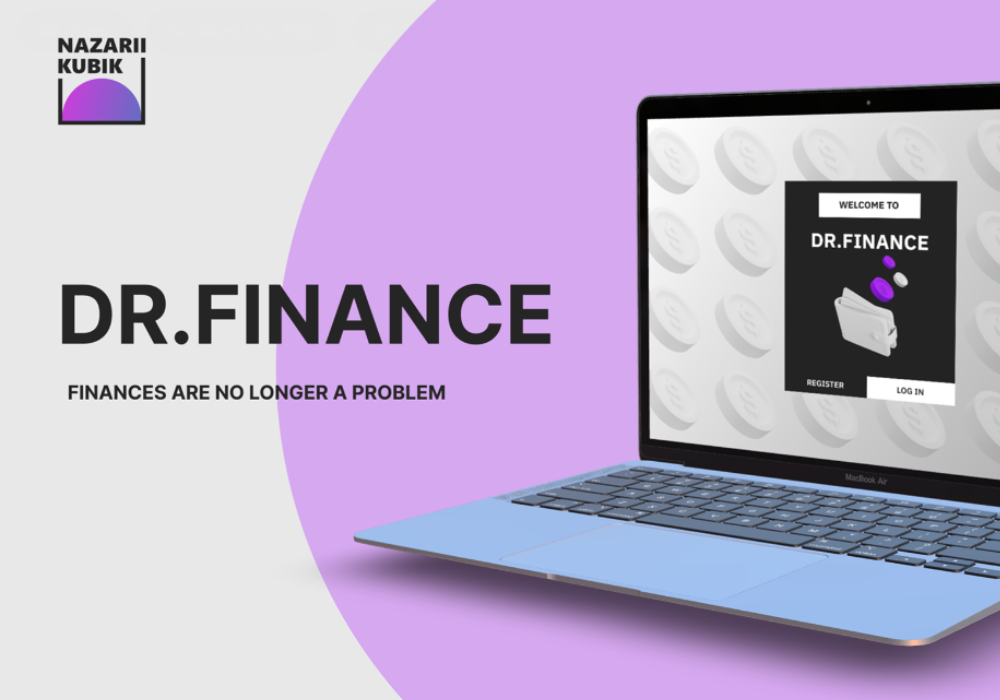 NAZARII
KUBIK
DR.FINANCE
FINANCES ARE NO LONGER A PROBLEM
WELCOME TO
DR.FINANCE
REGISTER
LOG IN
MacBook Air